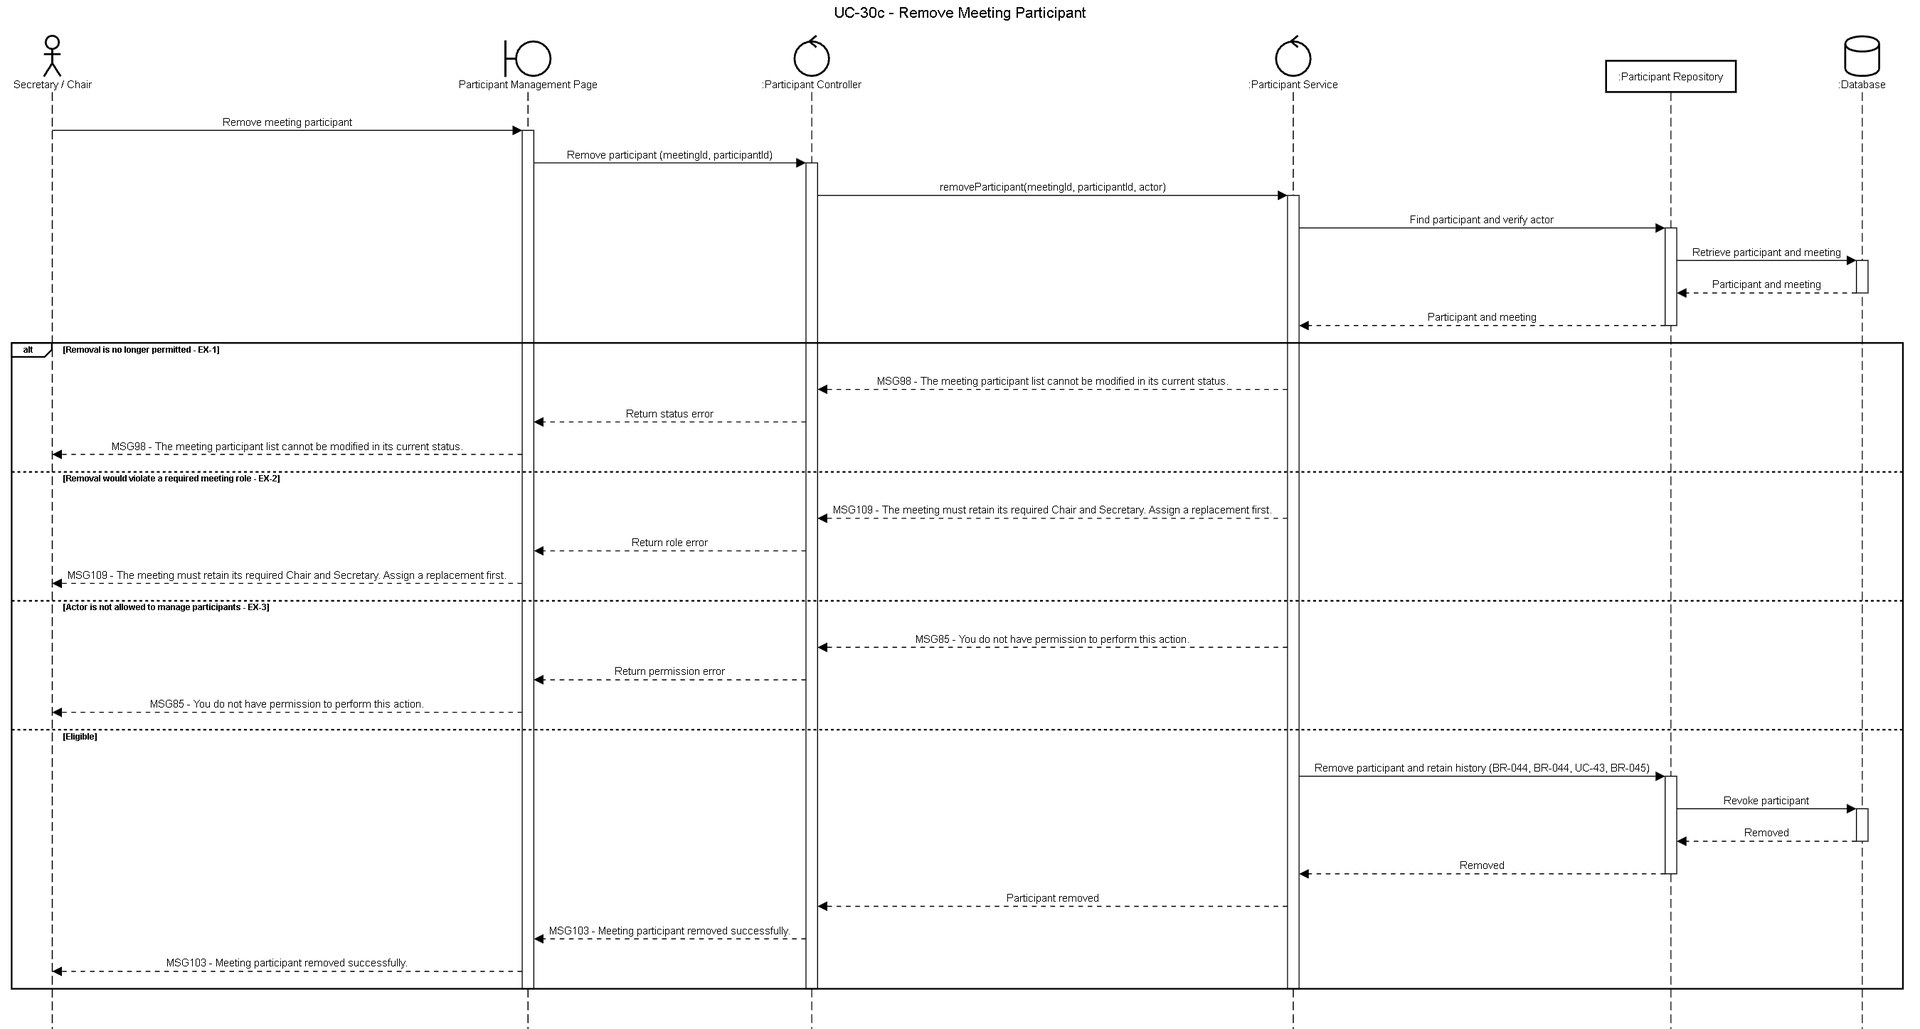 UC-30c - Remove Meeting Participant
Secretary / Chair
Participant Management Page
:Participant Controller
:Participant Service
:Participant Repository
:Database
Remove meeting participant
Remove participant (meetingId, participantId)
removeParticipant(meetingId, participantId, actor)
Find participant and verify actor
Retrieve participant and meeting
Participant and meeting
Participant and meeting
alt
[Removal is no longer permitted - EX-1]
MSG98 - The meeting participant list cannot be modified in its current status.
Return status error
MSG98 - The meeting participant list cannot be modified in its current status.
[Removal would violate a required meeting role - EX-2]
MSG109 - The meeting must retain its required Chair and Secretary. Assign a replacement first.
Return role error
MSG109 - The meeting must retain its required Chair and Secretary. Assign a replacement first.
[Actor is not allowed to manage participants - EX-3]
MSG85 - You do not have permission to perform this action.
Return permission error
MSG85 - You do not have permission to perform this action.
[Eligible]
Remove participant and retain history (BR-044, BR-044, UC-43, BR-045)
Revoke participant
Removed
Removed
Participant removed
MSG103 - Meeting participant removed successfully.
MSG103 - Meeting participant removed successfully.